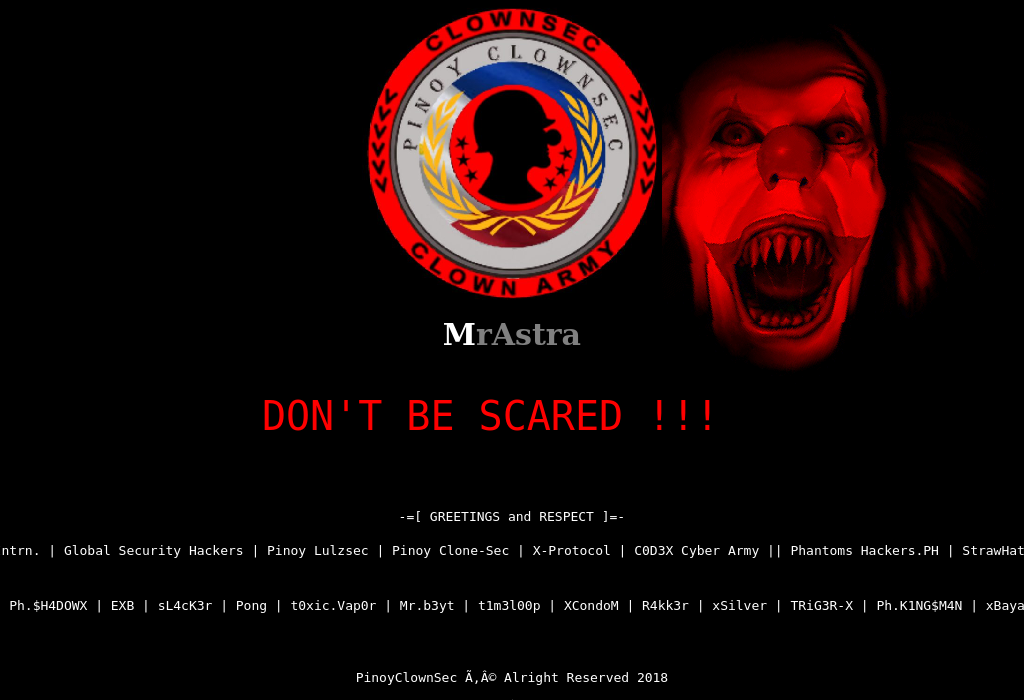 CLOWNSEC
PINOY CLOWNSEC
CLOWN ARMY
MrAstra
DON'T BE SCARED !!!
-=[ GREETINGS and RESPECT ]=-
ntrn. | Global Security Hackers | Pinoy Lulzsec | Pinoy Clone-Sec | X-Protocol | C0D3X Cyber Army || Phantoms Hackers.PH | StrawHat
Ph.$H4DOWX | EXB | sL4cK3r | Pong | t0xic.Vap0r | Mr.b3yt | t1m3l00p | XCondoM | R4kk3r | xSilver | TRiG3R-X | Ph.K1NG$M4N | xBaya
PinoyClownSec Ã‚Â© Alright Reserved 2018